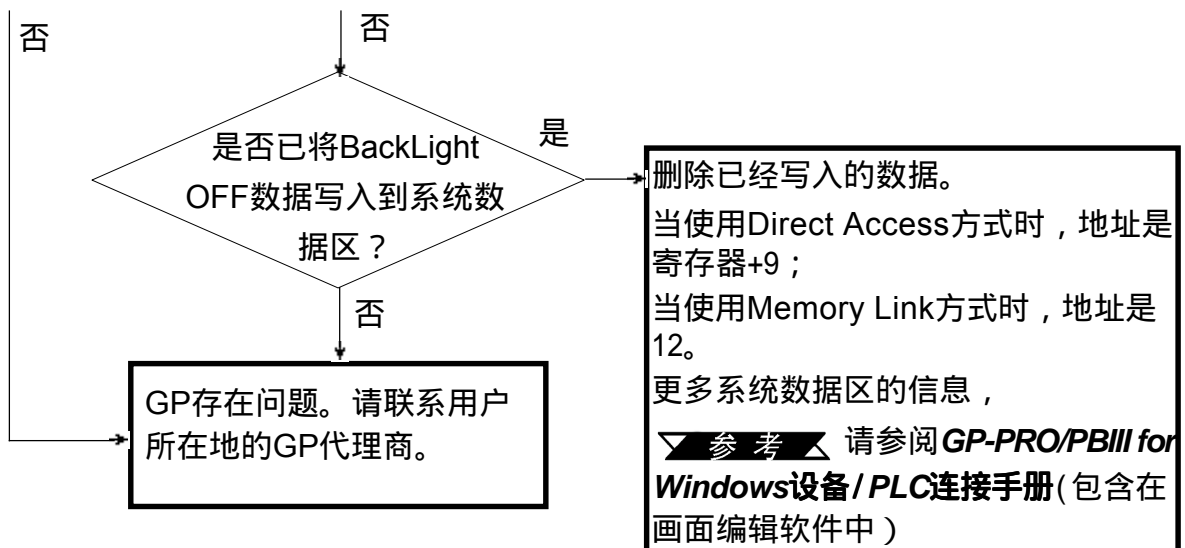 否
否
是否已将BackLight
OFF数据写入到系统数
据区？
是
否
GP存在问题。请联系用户
所在地的GP代理商。
删除已经写入的数据。
当使用Direct Access方式时，地址是
寄存器+9；
当使用Memory Link方式时，地址是
12。
更多系统数据区的信息，
参 考 请参阅GP-PRO/PBIII for
Windows设备/PLC连接手册(包含在
画面编辑软件中）